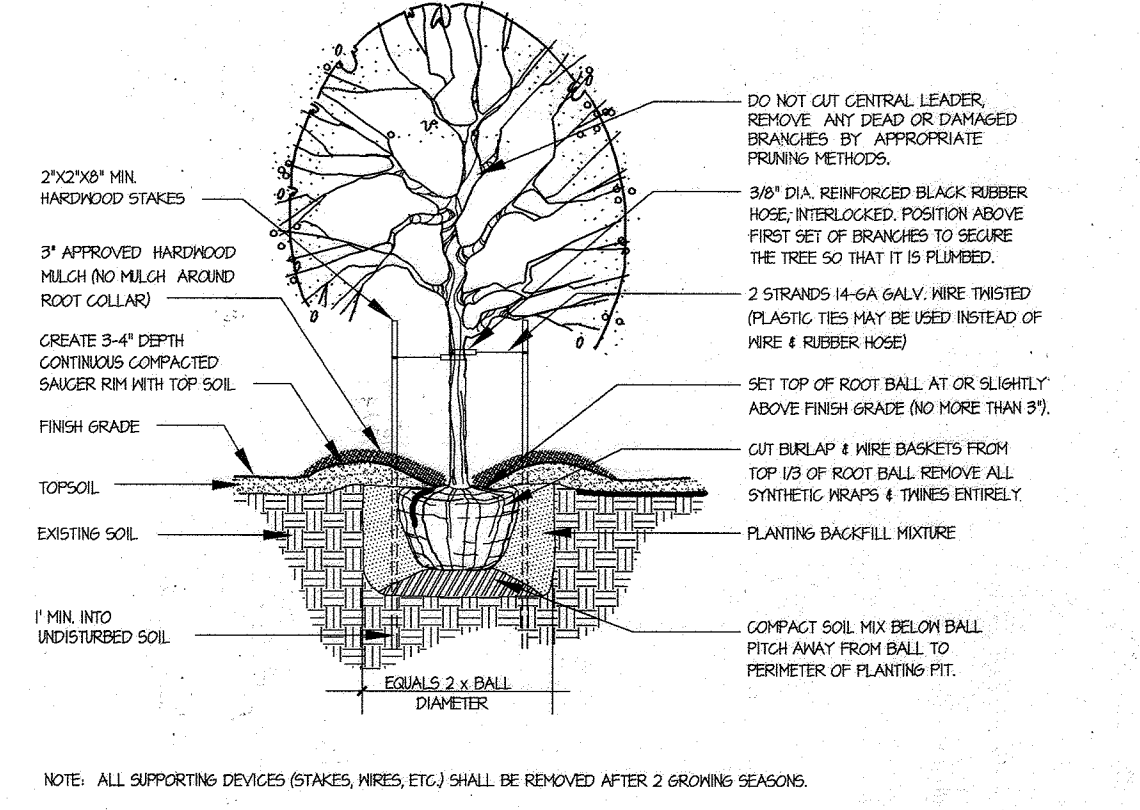 2"X2"X8" MIN.
HARDWOOD STAKES
3" APPROVED HARDWOOD
MULCH (NO MULCH AROUND
ROOT COLLAR)
CREATE 3-4" DEPTH
CONTINUOUS COMPACTED
SAUCER RIM WITH TOP SOIL
FINISH GRADE
TOPSOIL
EXISTING SOIL
1' MIN. INTO
UNDISTURBED SOIL
DO NOT CUT CENTRAL LEADER,
REMOVE ANY DEAD OR DAMAGED
BRANCHES BY APPROPRIATE
PRUNING METHODS.
3/8" DIA. REINFORCED BLACK RUBBER
HOSE, INTERLOCKED. POSITION ABOVE
FIRST SET OF BRANCHES TO SECURE
THE TREE SO THAT IT IS PLUMBED.
2 STRANDS 14-GA GALV. WIRE TWISTED
(PLASTIC TIES MAY BE USED INSTEAD OF
WIRE & RUBBER HOSE)
SET TOP OF ROOT BALL AT OR SLIGHTLY
ABOVE FINISH GRADE (NO MORE THAN 3").
CUT BURLAP & WIRE BASKETS FROM
TOP 1/3 OF ROOT BALL REMOVE ALL
SYNTHETIC WRAPS & TWINES ENTIRELY
PLANTING BACKFILL MIXTURE
COMPACT SOIL MIX BELOW BALL
PITCH AWAY FROM BALL TO
PERIMETER OF PLANTING PIT.
EQUALS 2 x BALL
DIAMETER
NOTE: ALL SUPPORTING DEVICES (STAKES, WIRES, ETC.) SHALL BE REMOVED AFTER 2 GROWING SEASONS.